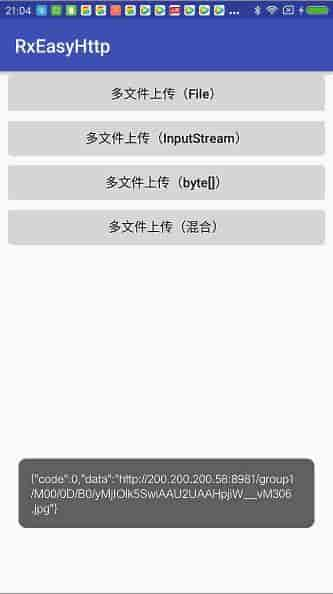 21:04
RxEasyHttp
多文件上传（File）
多文件上传（InputStream）
多文件上传（byte[]）
多文件上传（混合）
{"code":0,"data":"http://200.200.200.58:8981/group1
/M00/0D/B0/yMjIOlk5SwiAAU2UAAHpjiW___vM306
.jpg"}